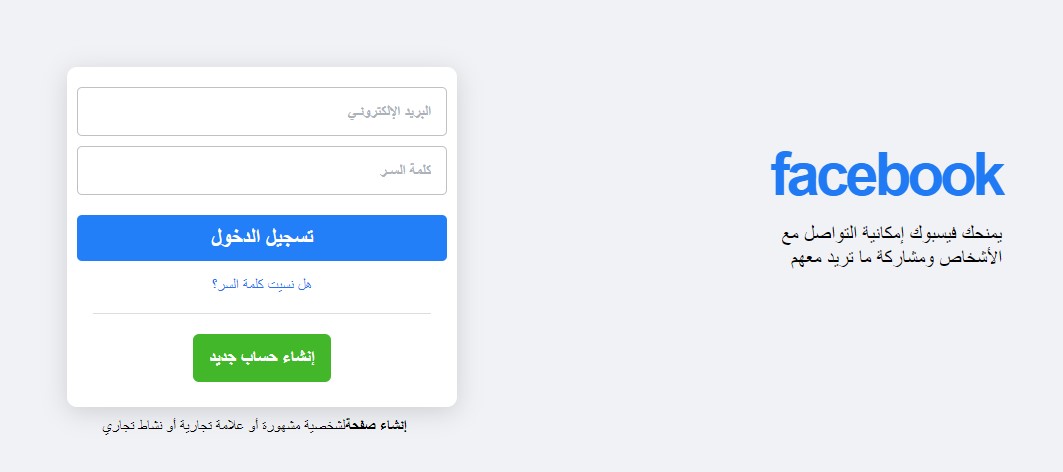 facebook
يمنحك فيسبوك إمكانية التواصل مع
الأشخاص ومشاركة ما تريد معهم
البريد الإلكتروني
كلمة السر
تسجيل الدخول
هل نسيت كلمة السر؟
إنشاء حساب جديد
إنشاء صفحةلشخصية مشهورة أو علامة تجارية أو نشاط تجاري